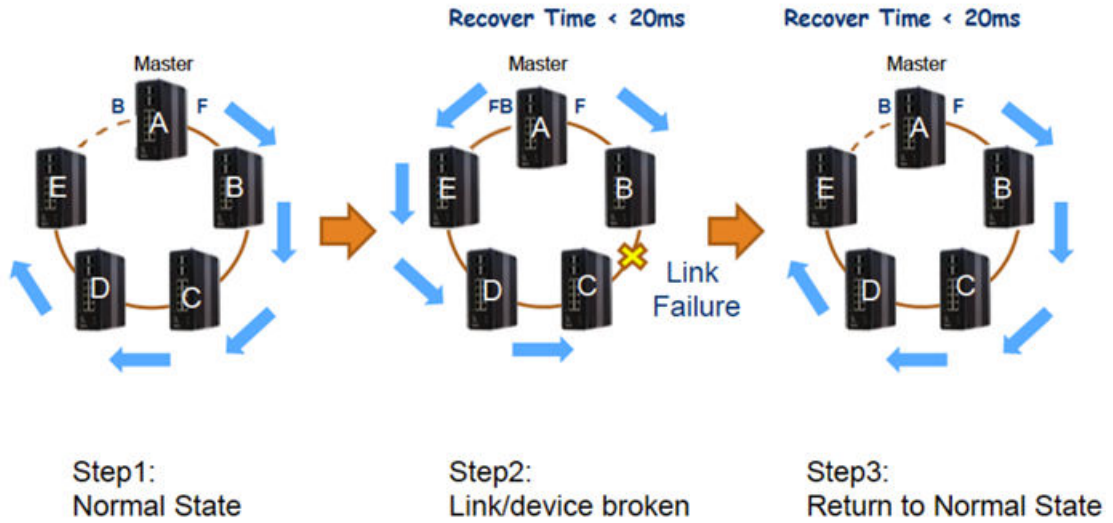 Recover Time < 20ms
Recover Time < 20ms
Master
Master
Master
B
F
FB
F
B
F
A
A
A
E
B
E
B
E
B
D
C
D
C
D
C
Link
Failure
Step1:
Normal State
Step2:
Link/device broken
Step3:
Return to Normal State